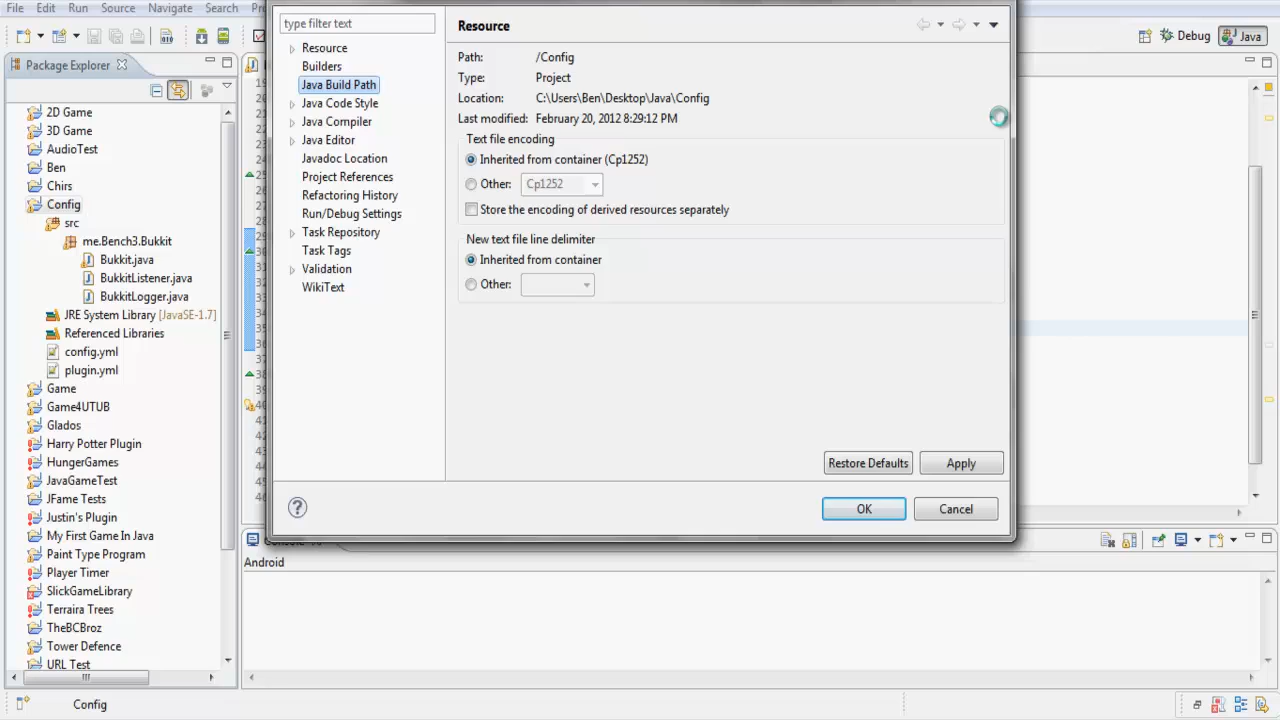 File Edit Run Source Navigate Search
Debug
Java
Package Explorer
2D Game
3D Game
AudioTest
Ben
Chirs
Config
src
me.Bench3.Bukkit
Bukkit.java
BukkitListener.java
BukkitLogger.java
JRE System Library [JavaSE-1.7]
Referenced Libraries
config.yml
plugin.yml
Game
Game4UTUB
Glados
Harry Potter Plugin
HungerGames
JavaGameTest
JFame Tests
Justin's Plugin
My First Game In Java
Paint Type Program
Player Timer
SlickGameLibrary
Terraira Trees
TheBCBroz
Tower Defence
URL Test
type filter text
Resource
Builders
Java Build Path
Java Code Style
Java Compiler
Java Editor
Javadoc Location
Project References
Refactoring History
Run/Debug Settings
Task Repository
Task Tags
Validation
WikiText
Resource
Path: /Config
Type: Project
Location: C:\Users\Ben\Desktop\Java\Config
Last modified: February 20, 2012 8:29:12 PM
Text file encoding
Inherited from container (Cp1252)
Other: Cp1252
Store the encoding of derived resources separately
New text file line delimiter
Inherited from container
Other:
Restore Defaults
Apply
OK
Cancel
Android
Config